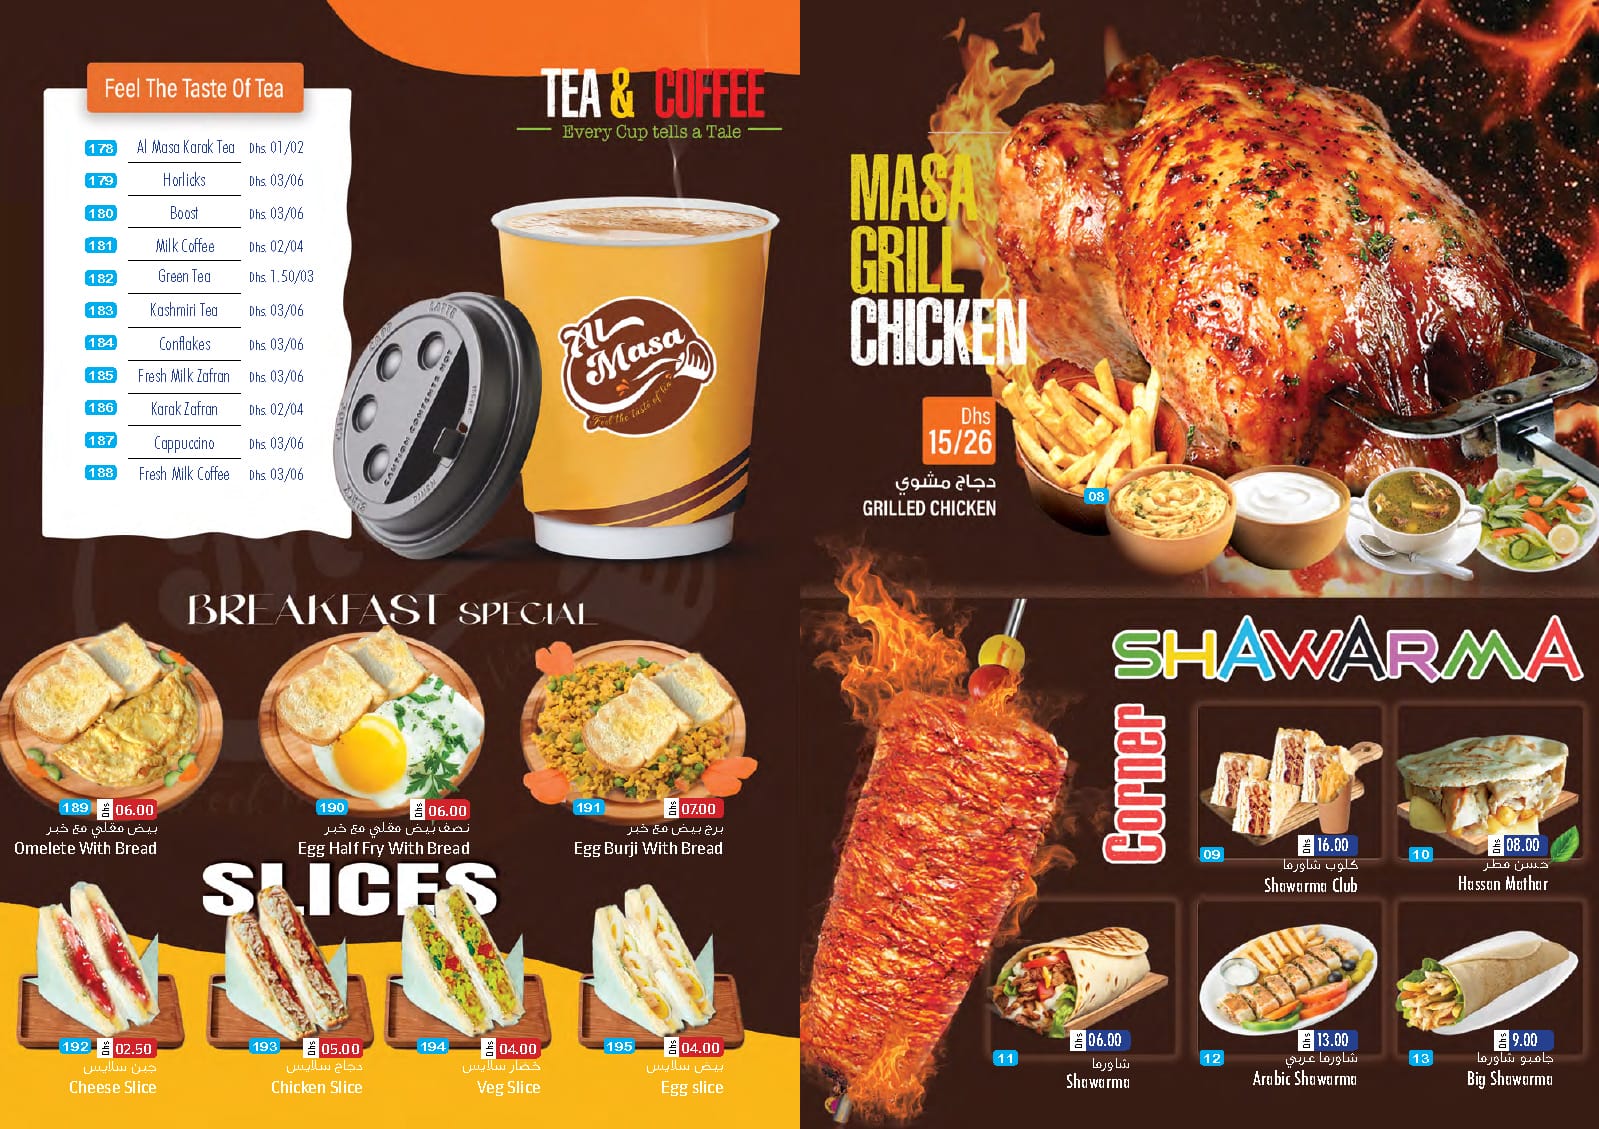 Feel The Taste Of Tea
178 Al Masa Karak Tea Dhs. 01/02
179 Horlicks Dhs. 03/06
180 Boost Dhs. 03/06
181 Milk Coffee Dhs. 02/04
182 Green Tea Dhs. 1.50/03
183 Kashmiri Tea Dhs. 03/06
184 Conflakes Dhs. 03/06
185 Fresh Milk Zafran Dhs. 03/06
186 Karak Zafran Dhs. 02/04
187 Cappuccino Dhs. 03/06
188 Fresh Milk Coffee Dhs. 03/06
TEA & COFFEE
Every Cup tells a Tale
LATTE
CAUTION CONTENTS HOT
Al
Masa
Feel the taste of tea
BREAKFAST SPECIAL
189 Dhs 06.00
بيض مقلي مع خبر
Omelete With Bread
190 Dhs 06.00
نصف بيض مقلي مع خبر
Egg Half Fry With Bread
191 Dhs 07.00
برج بيض مع خبر
Egg Burji With Bread
SLICES
192 Dhs 02.50
جبن سلايس
Cheese Slice
193 Dhs 05.00
دجاج سلايس
Chicken Slice
194 Dhs 04.00
خضار سلايس
Veg Slice
195 Dhs 04.00
بيض سلايس
Egg slice
MASA
GRILL
CHICKEN
Dhs
15/26
دجاج مشوي
GRILLED CHICKEN
08
SHAWARMA
Corner
09 Dhs 16.00
كلوب شاورما
Shawarma Club
10 Dhs 08.00
حسن مطر
Hassan Mathar
11 Dhs 06.00
شاورما
Shawarma
12 Dhs 13.00
شاورما عربي
Arabic Shawarma
13 Dhs 9.00
جامبو شاورما
Big Shawarma